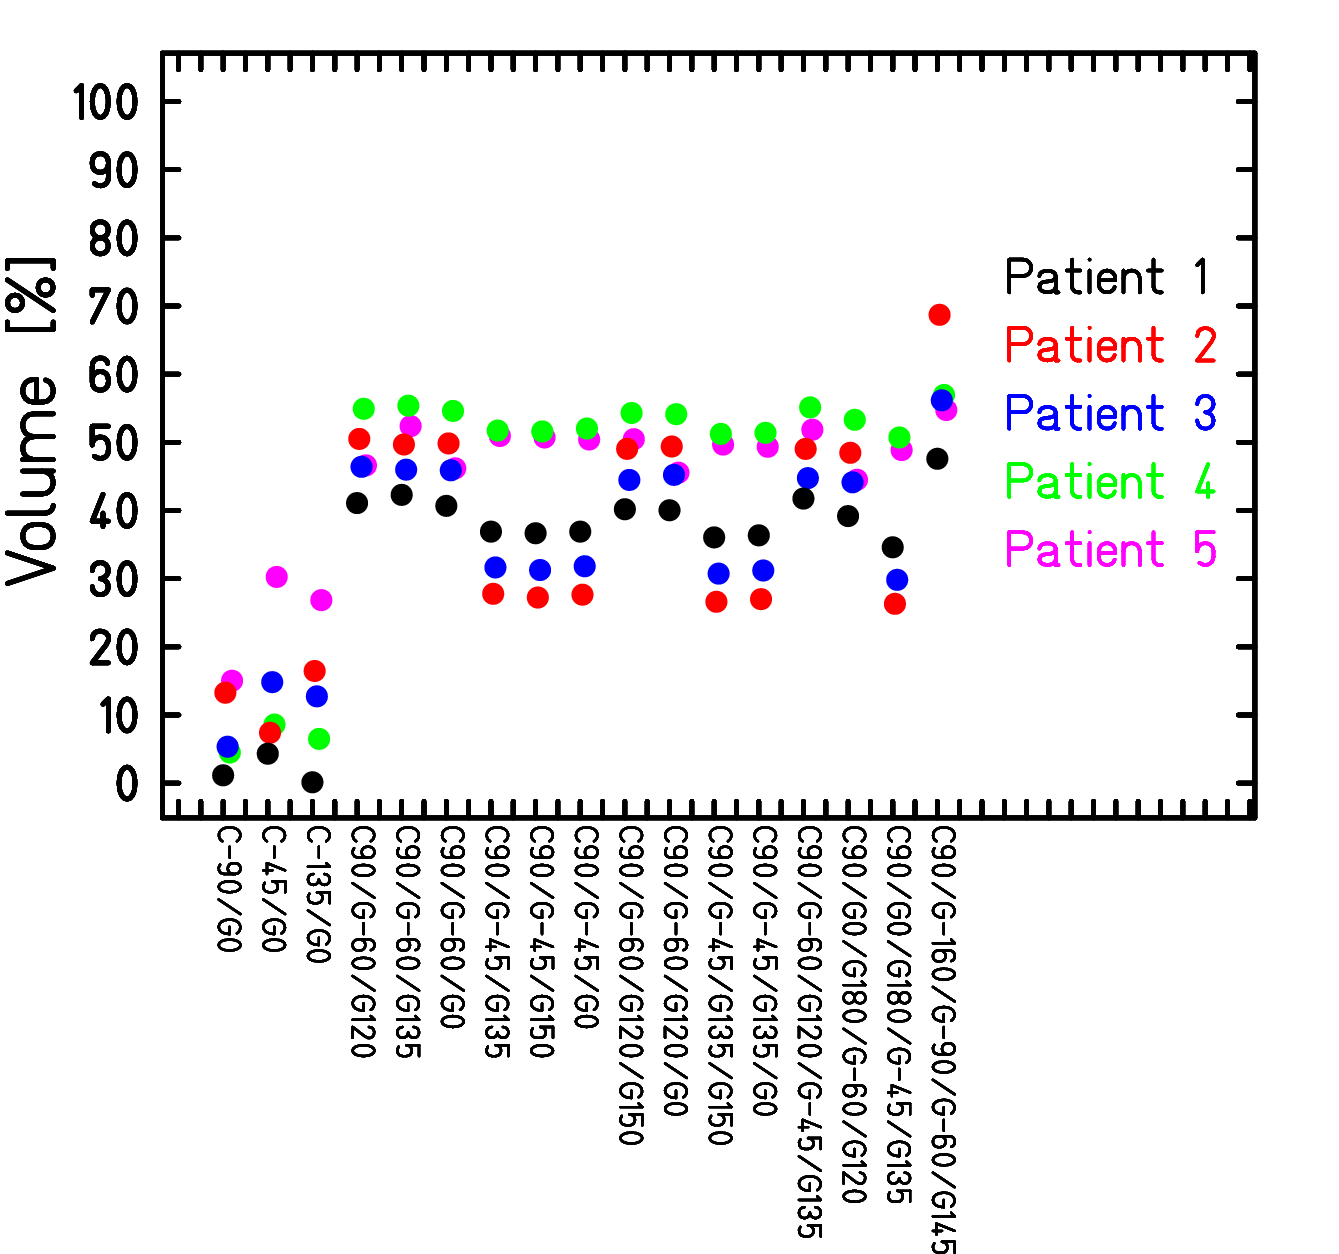 Volume [%]
100
90
80
70
60
50
40
30
20
10
0
Patient 1
Patient 2
Patient 3
Patient 4
Patient 5
C-90/G0
C-45/G0
C-135/G0
C90/G-60/G120
C90/G-60/G135
C90/G-60/G0
C90/G-45/G135
C90/G-45/G150
C90/G-45/G0
C90/G-60/G120/G150
C90/G-60/G120/G0
C90/G-45/G135/G150
C90/G-45/G135/G0
C90/G-60/G120/G-45/G135
C90/G0/G180/G-60/G120
C90/G0/G180/G-45/G135
C90/G-160/G-90/G-60/G145